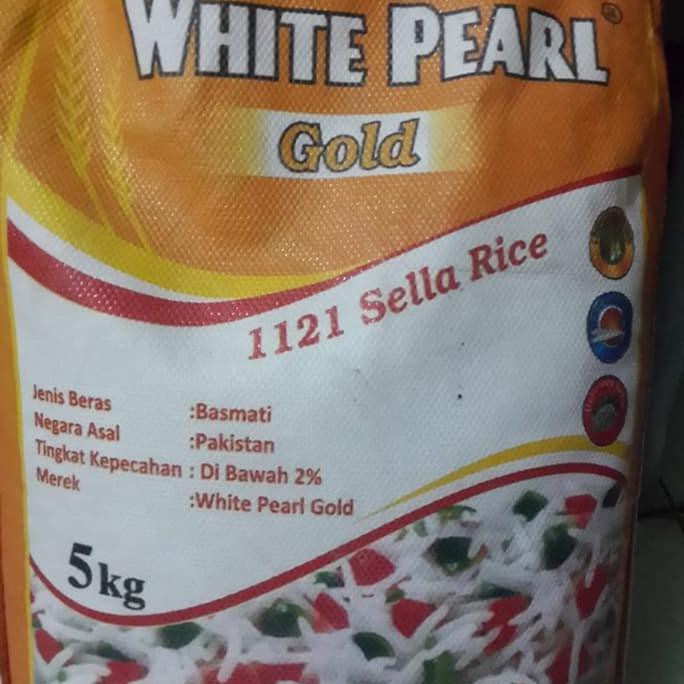 WHITE PEARL®
Gold
1121 Sella Rice
Jenis Beras :Basmati
Negara Asal :Pakistan
Tingkat Kepecahan : Di Bawah 2%
Merek :White Pearl Gold
5kg